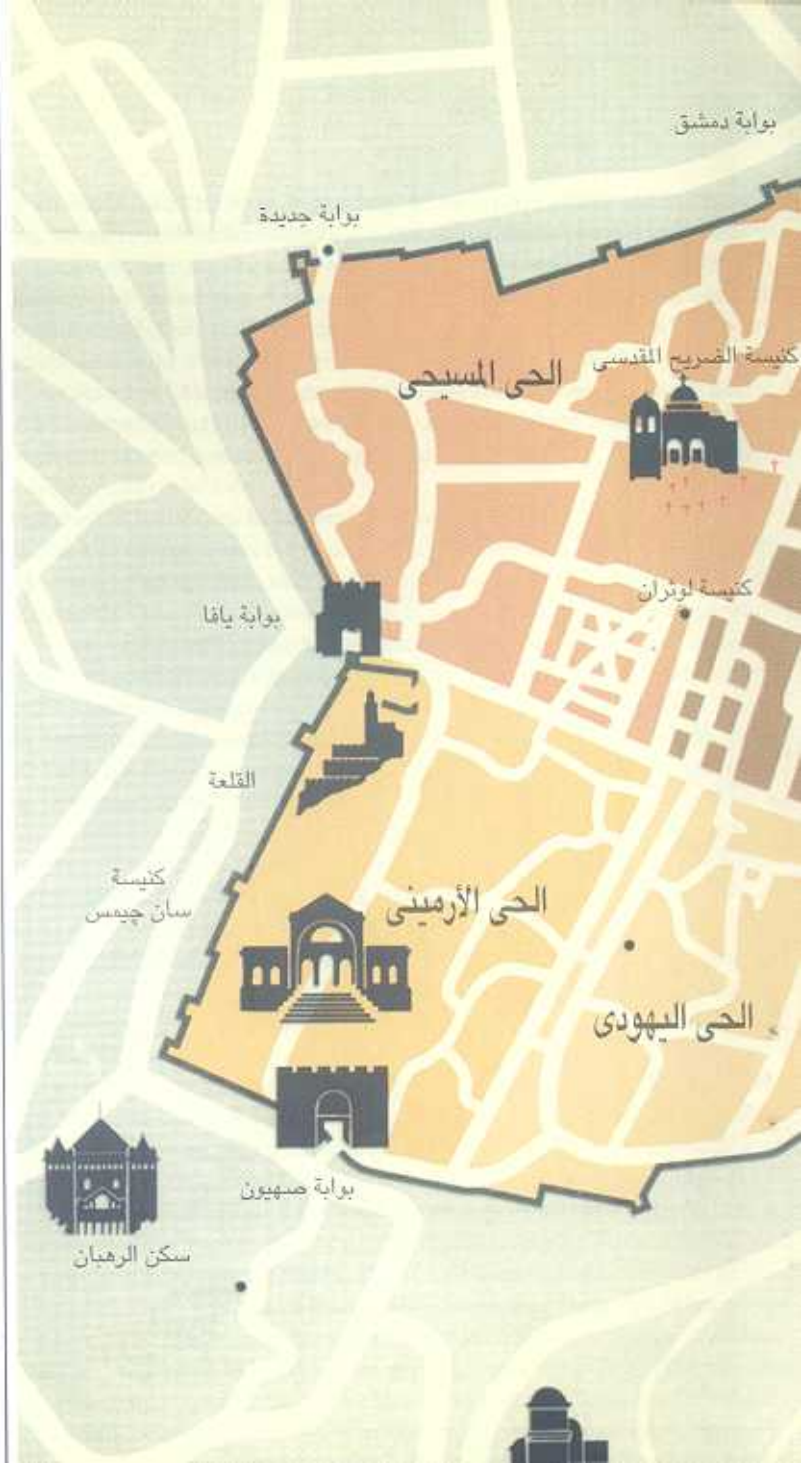 بوابة دمشق
بوابة جديدة
كنيسة الضريح المقدسى
الحى المسيحى
كنيسة لوثران
بوابة يافا
القلعة
كنيسة
سان چيمس
الحى الأرمينى
الحى اليهودى
بوابة صهيون
سكن الرهبان